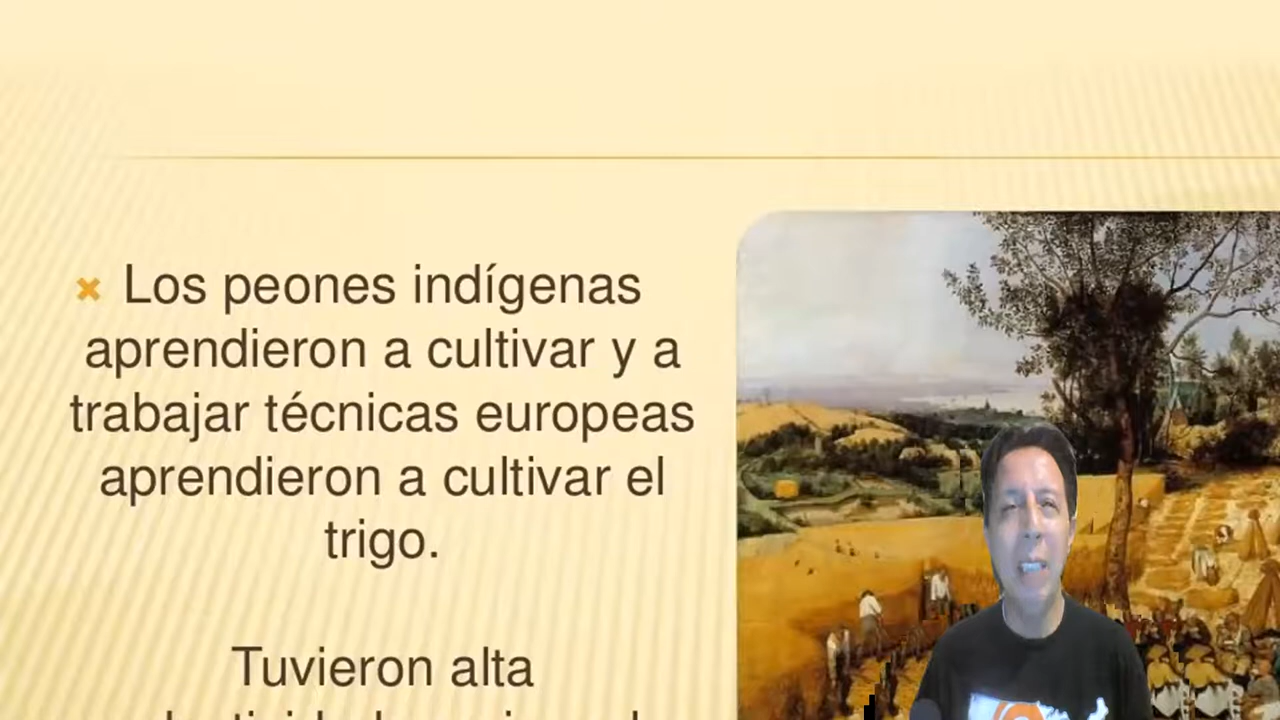 Los peones indígenas
aprendieron a cultivar y a
trabajar técnicas europeas
aprendieron a cultivar el
trigo.
Tuvieron alta